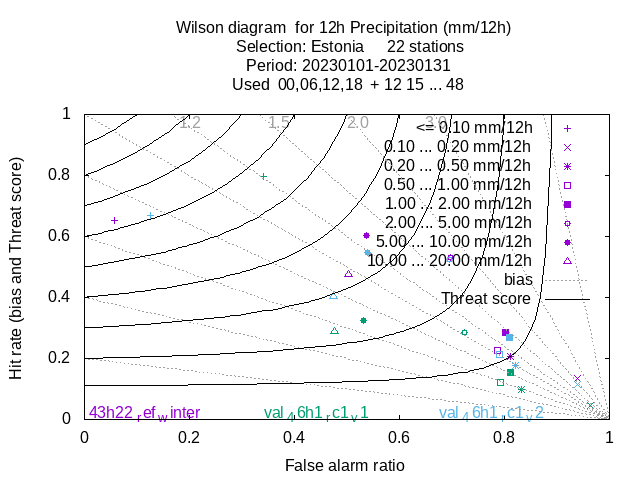 Wilson diagram  for 12h Precipitation (mm/12h)
Selection: Estonia     22 stations
Period: 20230101-20230131
Used  00,06,12,18  + 12 15 ... 48
Hit rate (bias and Threat score)
1
0.8
0.6
0.4
0.2
0
1.2
1.5
2.0
3.0
<= 0.10 mm/12h
0.10 ... 0.20 mm/12h
0.20 ... 0.50 mm/12h
0.50 ... 1.00 mm/12h
1.00 ... 2.00 mm/12h
2.00 ... 5.00 mm/12h
5.00 ... 10.00 mm/12h
10.00 ... 20.00 mm/12h
bias
Threat score
43h22_ref_winter
val_46h1_rc1_v1
val_46h1_rc1_v2
0 0.2 0.4 0.6 0.8 1
False alarm ratio